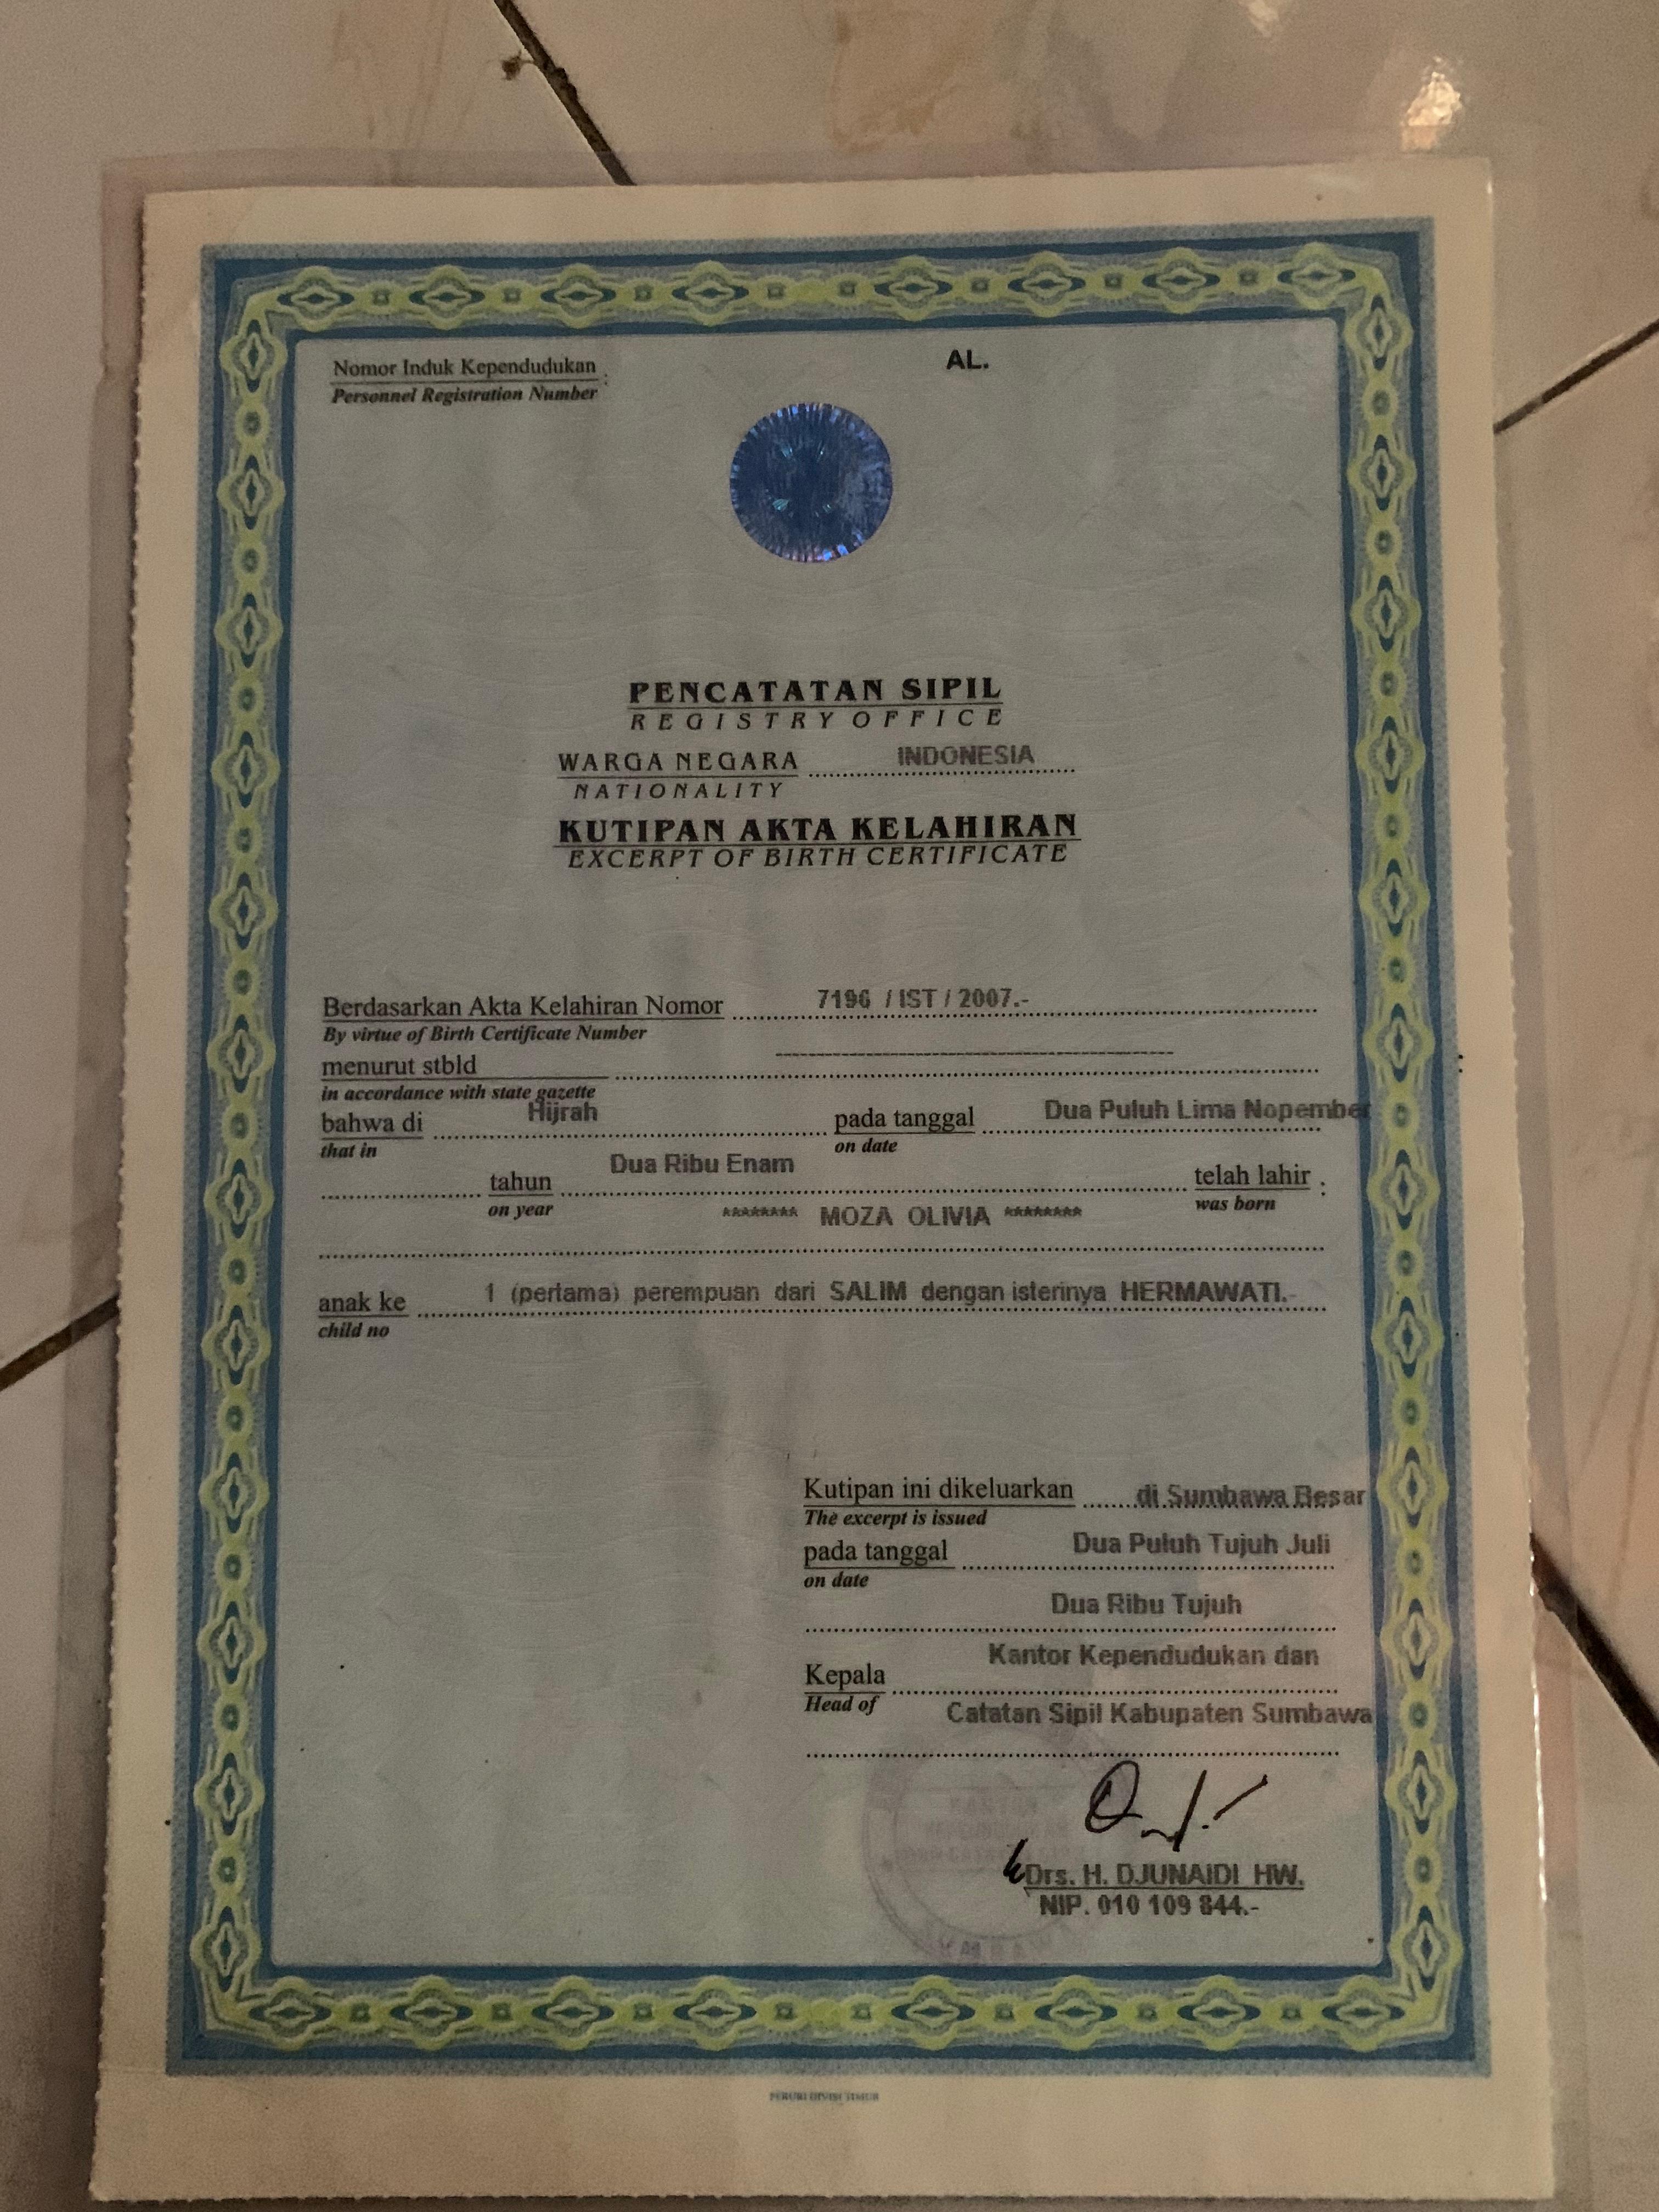 Nomor Induk Kependudukan : AL.
Personnel Registration Number
PENCATATAN SIPIL
REGISTRY OFFICE
WARGA NEGARA INDONESIA
NATIONALITY
KUTIPAN AKTA KELAHIRAN
EXCERPT OF BIRTH CERTIFICATE
Berdasarkan Akta Kelahiran Nomor 7196 / IST / 2007.-
By virtue of Birth Certificate Number
menurut stbld ----------------------------------------
in accordance with state gazette
bahwa di Hijrah pada tanggal Dua Puluh Lima Nopember
that in on date
tahun Dua Ribu Enam telah lahir :
on year was born
******** MOZA OLIVIA ********
anak ke 1 (pertama) perempuan dari SALIM dengan isterinya HERMAWATI.-
child no
Kutipan ini dikeluarkan di Sumbawa Besar
The excerpt is issued
pada tanggal Dua Puluh Tujuh Juli
on date
Dua Ribu Tujuh
Kepala Kantor Kependudukan dan
Head of Catatan Sipil Kabupaten Sumbawa
Drs. H. DJUNAIDI HW.
NIP. 010 109 844.-
PERURI DIVISI TIMUR